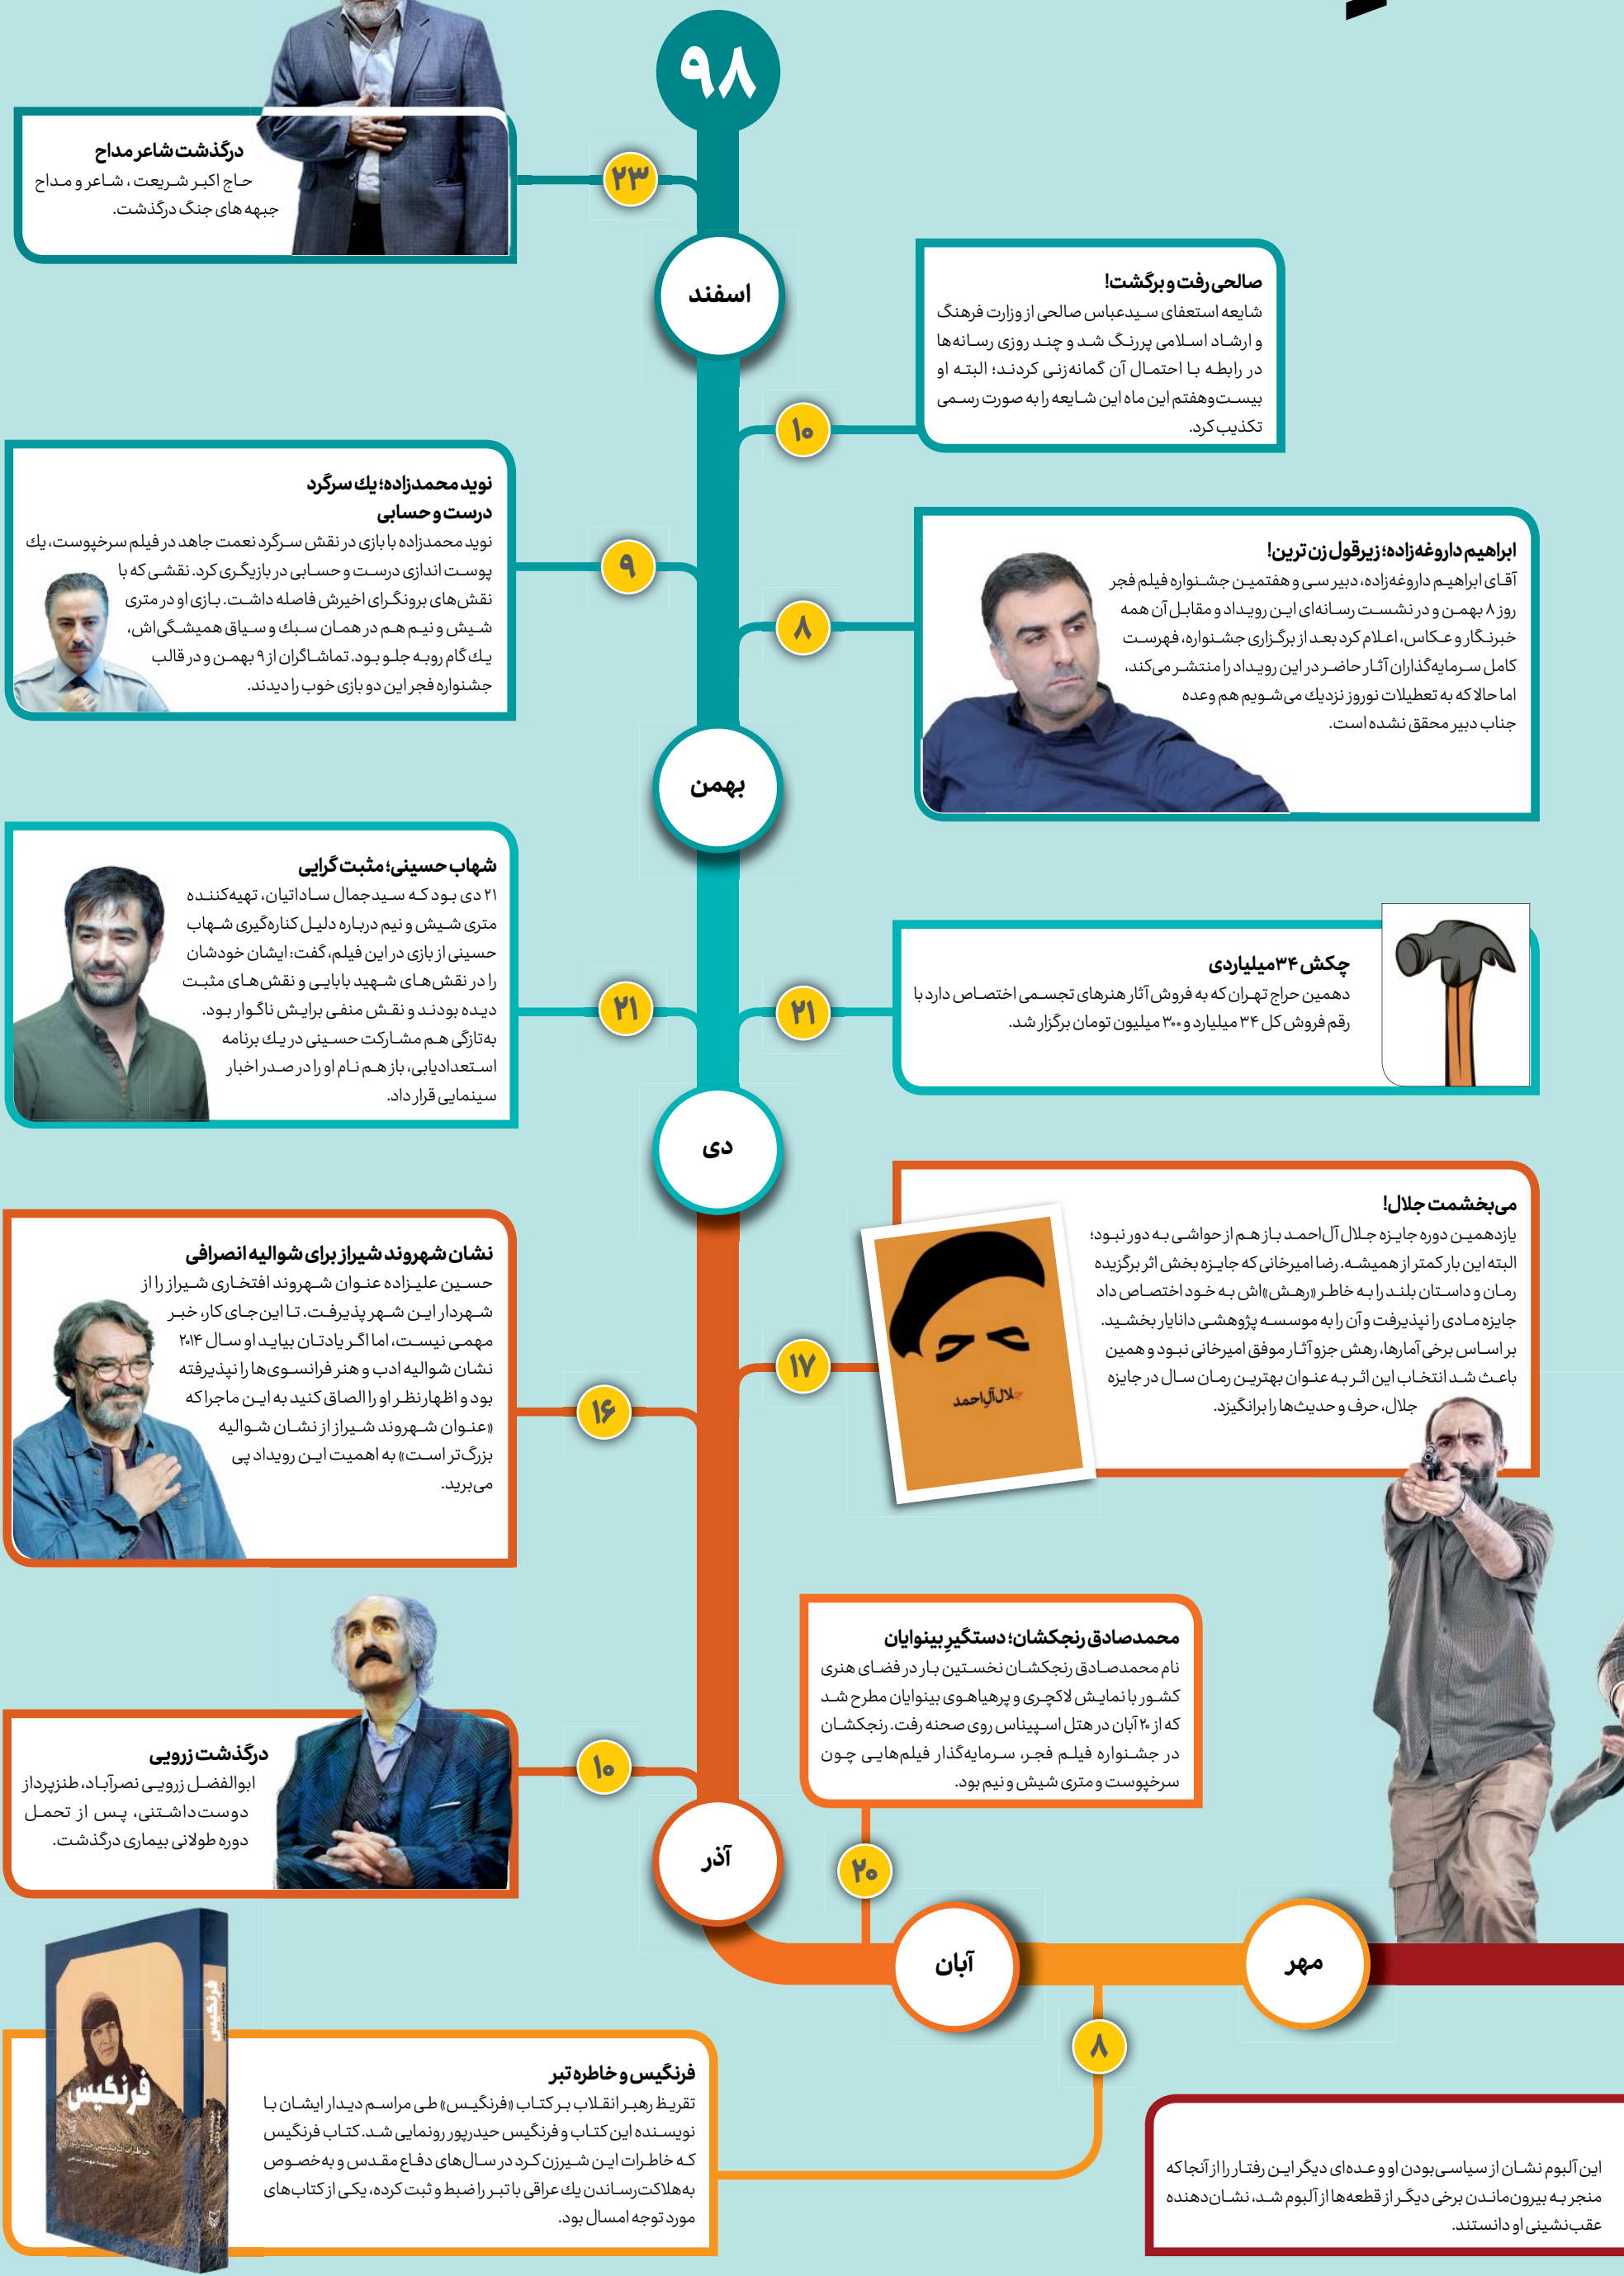 ۹۸
۲۳
درگذشت شاعر مداح
حاج اکبر شریعت ، شاعر و مداح
جبهه های جنگ درگذشت.
اسفند
صالحی رفت و برگشت!
شایعه استعفای سیدعباس صالحی از وزارت فرهنگ
و ارشاد اسلامی پررنگ شد و چند روزی رسانه‌ها
در رابطه با احتمال آن گمانه‌زنی کردند؛ البته او
بیست‌وهفتم این ماه این شایعه را به صورت رسمی
تکذیب کرد.
۱۰
نوید محمدزاده؛ یك سرگرد
درست و حسابی
نوید محمدزاده با بازی در نقش سرگرد نعمت جاهد در فیلم سرخپوست، یك
پوست اندازی درست و حسابی در بازیگری کرد. نقشی که با
نقش‌های برونگرای اخیرش فاصله داشت. بازی او در متری
شیش و نیم هم در همان سبك و سیاق همیشگی‌اش،
یك گام رو به جلو بود. تماشاگران از ۹ بهمن و در قالب
جشنواره فجر این دو بازی خوب را دیدند.
۹
ابراهیم داروغه‌زاده؛ زیر قول زن ترین!
آقای ابراهیم داروغه‌زاده، دبیر سی و هفتمین جشنواره فیلم فجر
روز ۸ بهمن و در نشست رسانه‌ای این رویداد و مقابل آن همه
خبرنگار و عکاس، اعلام کرد بعد از برگزاری جشنواره، فهرست
کامل سرمایه‌گذاران آثار حاضر در این رویداد را منتشر می‌کند،
اما حالا که به تعطیلات نوروز نزدیك می‌شویم هم وعده
جناب دبیر محقق نشده است.
۸
بهمن
شهاب حسینی؛ مثبت گرایی
۲۱ دی بود که سیدجمال ساداتیان، تهیه‌کننده
متری شیش و نیم درباره دلیل کناره‌گیری شهاب
حسینی از بازی در این فیلم، گفت: ایشان خودشان
را در نقش‌های شهید بابایی و نقش‌های مثبت
دیده بودند و نقش منفی برایش ناگوار بود.
به‌تازگی هم مشارکت حسینی در یك برنامه
استعدادیابی، باز هم نام او را در صدر اخبار
سینمایی قرار داد.
۲۱
۲۱
چکش ۳۴میلیاردی
دهمین حراج تهران که به فروش آثار هنرهای تجسمی اختصاص دارد با
رقم فروش کل ۳۴ میلیارد و ۳۰۰ میلیون تومان برگزار شد.
دی
می‌بخشمت جلال!
یازدهمین دوره جایزه جلال آل‌احمد باز هم از حواشی به دور نبود؛
البته این بار کمتر از همیشه. رضا امیرخانی که جایزه بخش اثر برگزیده
رمان و داستان بلند را به خاطر «رهش»اش به خود اختصاص داد
جایزه مادی را نپذیرفت و آن را به موسسه پژوهشی دانایار بخشید.
بر اساس برخی آمارها، رهش جزو آثار موفق امیرخانی نبود و همین
باعث شد انتخاب این اثر به عنوان بهترین رمان سال در جایزه
جلال، حرف و حدیث‌ها را برانگیزد.
جلال‌آل‌احمد
۱۷
نشان شهروند شیراز برای شوالیه انصرافی
حسین علیزاده عنوان شهروند افتخاری شیراز را از
شهردار این شهر پذیرفت. تا این‌جای کار، خبر
مهمی نیست، اما اگر یادتان بیاید او سال ۲۰۱۴
نشان شوالیه ادب و هنر فرانسوی‌ها را نپذیرفته
بود و اظهارنظر او را الصاق کنید به این ماجرا که
«عنوان شهروند شیراز از نشان شوالیه
بزرگ‌تر است» به اهمیت این رویداد پی
می‌برید.
۱۶
محمدصادق رنجکشان؛ دستگیرِ بینوایان
نام محمدصادق رنجکشان نخستین بار در فضای هنری
کشور با نمایش لاکچری و پرهیاهوی بینوایان مطرح شد
که از ۲۰ آبان در هتل اسپیناس روی صحنه رفت. رنجکشان
در جشنواره فیلم فجر، سرمایه‌گذار فیلم‌هایی چون
سرخپوست و متری شیش و نیم بود.
درگذشت زرویی
ابوالفضل زرویی نصرآباد، طنزپرداز
دوست‌داشتنی، پس از تحمل
دوره طولانی بیماری درگذشت.
۱۰
آذر
۲۰
آبان
مهر
۸
فرنگیس و خاطره تبر
تقریظ رهبر انقلاب بر کتاب «فرنگیس» طی مراسم دیدار ایشان با
نویسنده این کتاب و فرنگیس حیدرپور رونمایی شد. کتاب فرنگیس
که خاطرات این شیرزن کرد در سال‌های دفاع مقدس و به‌خصوص
به‌هلاکت‌رساندن یك عراقی با تبر را ضبط و ثبت کرده، یکی از کتاب‌های
مورد توجه امسال بود.
فرنگیس
فرنگیس
این آلبوم نشان از سیاسی‌بودن او و عده‌ای دیگر این رفتار را از آنجا که
منجر به بیرون‌ماندن برخی دیگر از قطعه‌ها از آلبوم شد، نشان‌دهنده
عقب‌نشینی او دانستند.